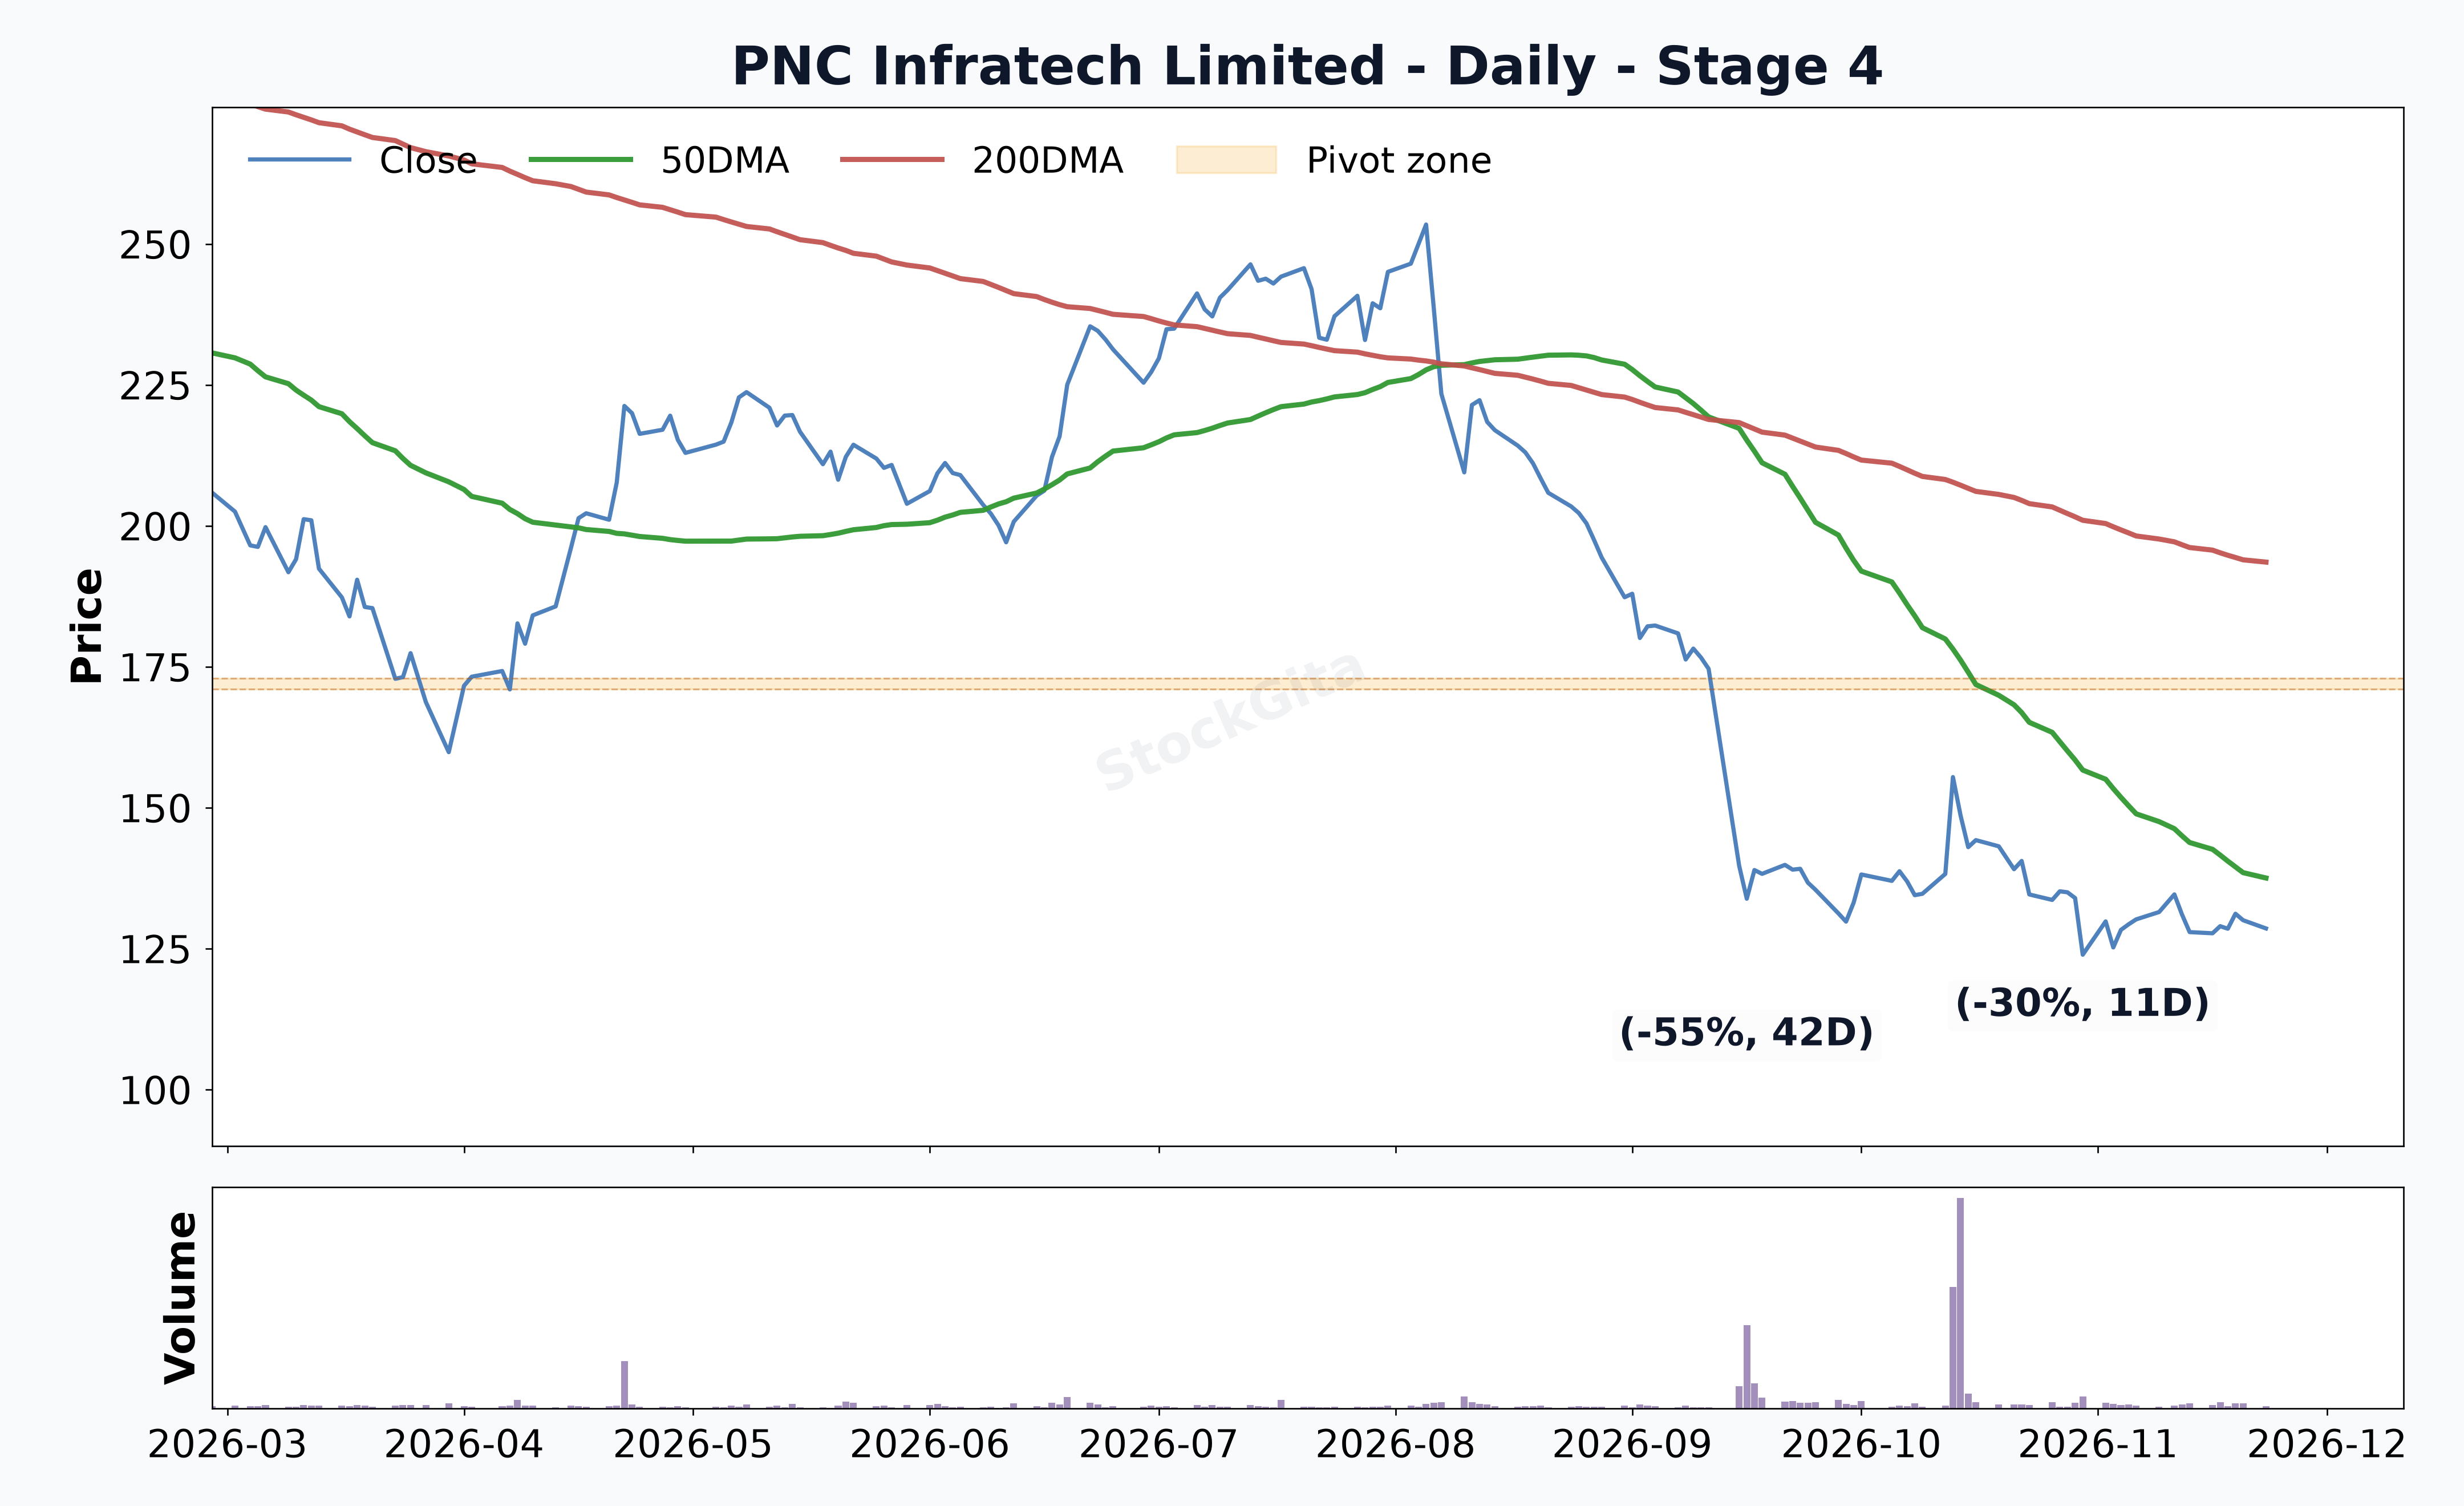 PNC Infratech Limited - Daily - Stage 4
Close 50DMA 200DMA Pivot zone
250
225
200
175
150
125
100
Price
StockGita
(-30%, 11D)
(-55%, 42D)
Volume
2026-03 2026-04 2026-05 2026-06 2026-07 2026-08 2026-09 2026-10 2026-11 2026-12